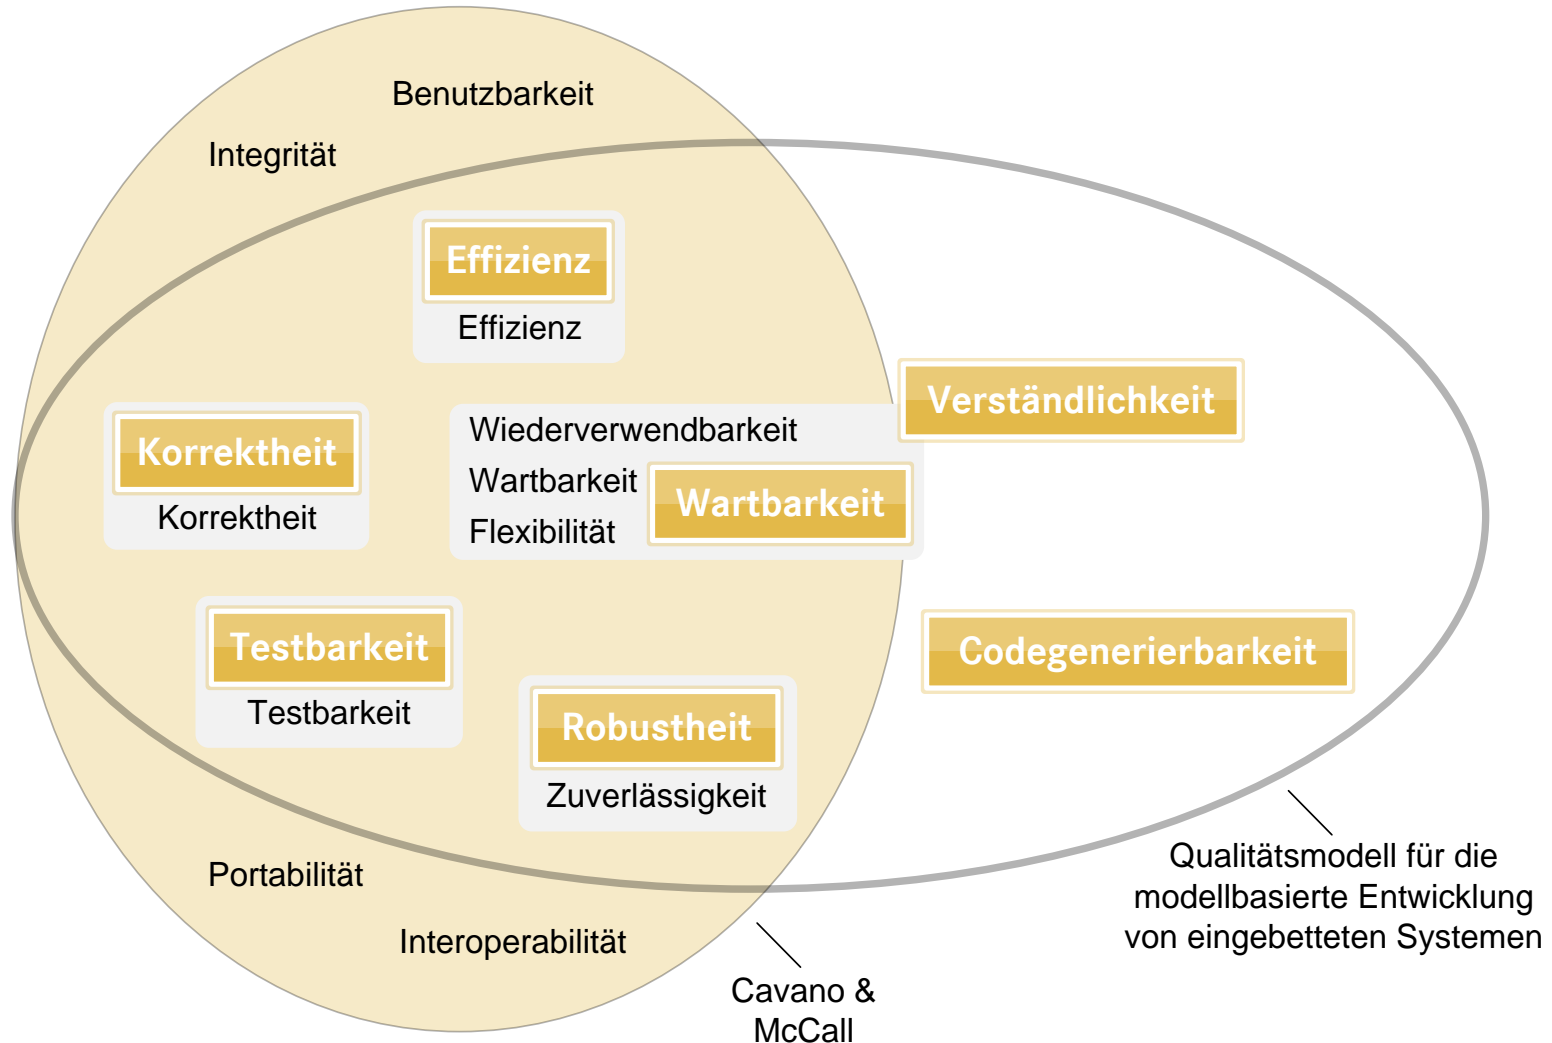 Benutzbarkeit
Integrität
Effizienz
Effizienz
Verständlichkeit
Korrektheit
Korrektheit
Wiederverwendbarkeit
Wartbarkeit
Flexibilität
Wartbarkeit
Testbarkeit
Testbarkeit
Codegenerierbarkeit
Robustheit
Zuverlässigkeit
Portabilität
Interoperabilität
Qualitätsmodell für die
modellbasierte Entwicklung
von eingebetteten Systemen
Cavano &
McCall